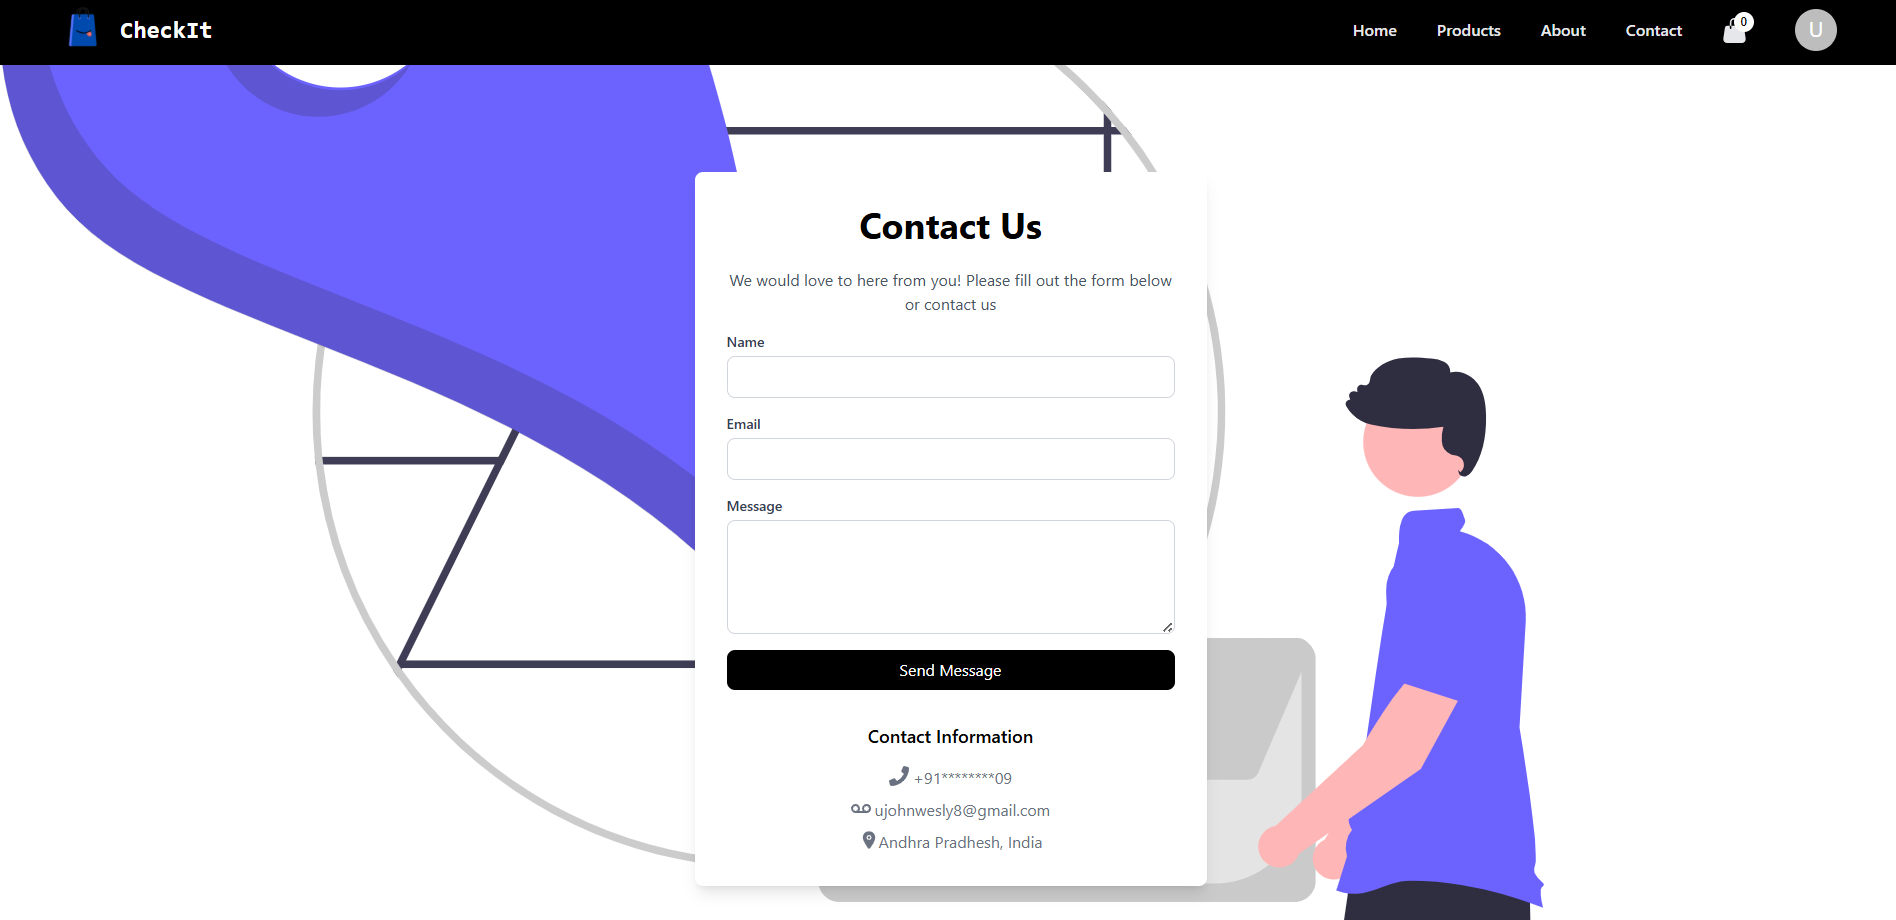 CheckIt
Home
Products
About
Contact
0
U
Contact Us
We would love to here from you! Please fill out the form below
or contact us
Name
Email
Message
Send Message
Contact Information
+91********09
ujohnwesly8@gmail.com
Andhra Pradhesh, India